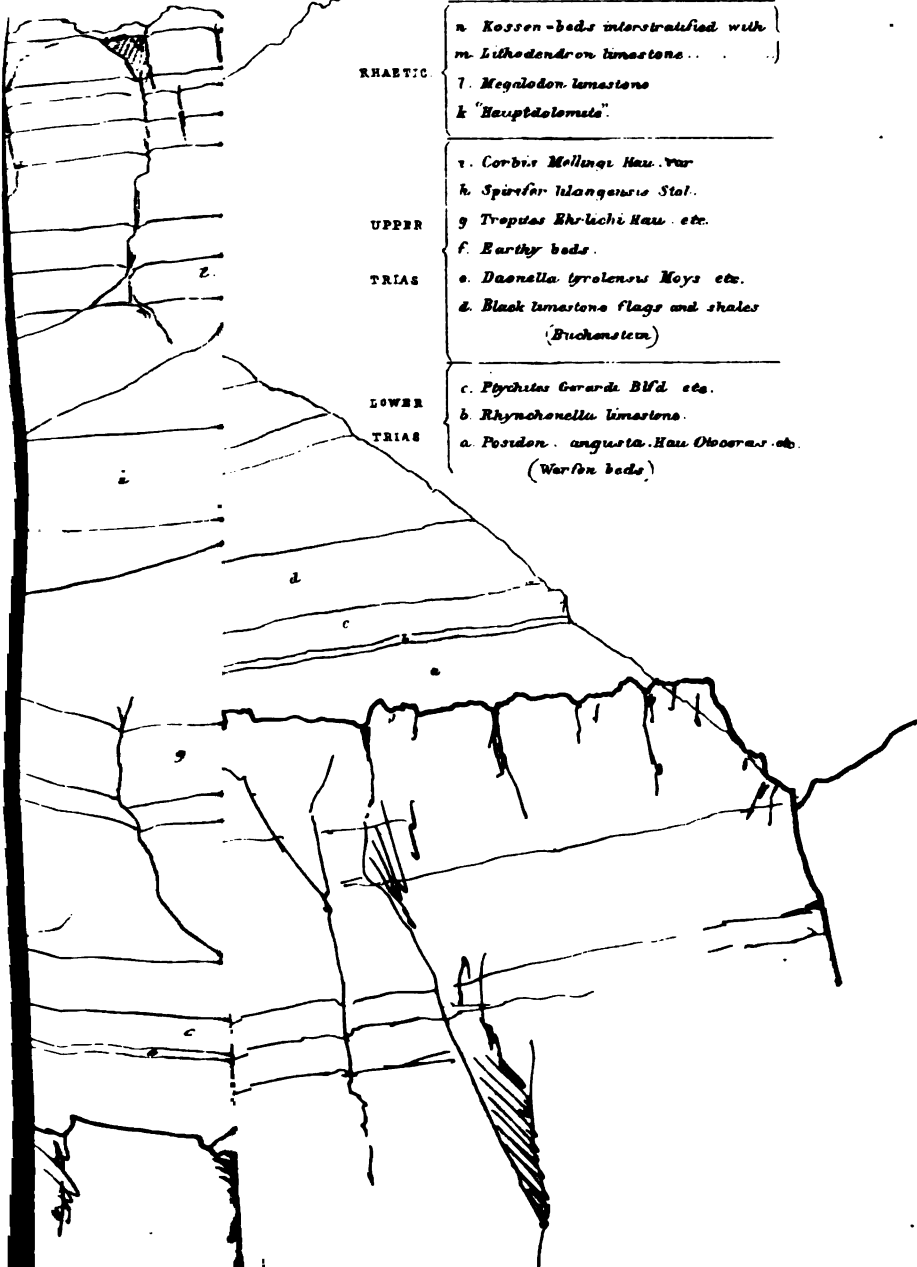 n Kossen-beds interstratified with
m. Lithodendron limestone . . .
RHAETIC.
l. Megalodon limestone
k "Hauptdolomite".
i. Corbis Mellingi Hau. var
h. Spirifer lilangensis Stol.
UPPER
g Tropites Ehrlichi Hau. etc.
f. Earthy beds.
TRIAS
e. Daonella tyrolensis Moys etc.
d. Black limestone flags and shales
(Buchenstein)
c. Ptychites Gerardi Blfd etc.
LOWER
b. Rhynchonella limestone.
TRIAS
a. Posidon. angusta. Hau Otoceras. etc.
(Werfen beds)
l.
i
d
c
b
a
g
c